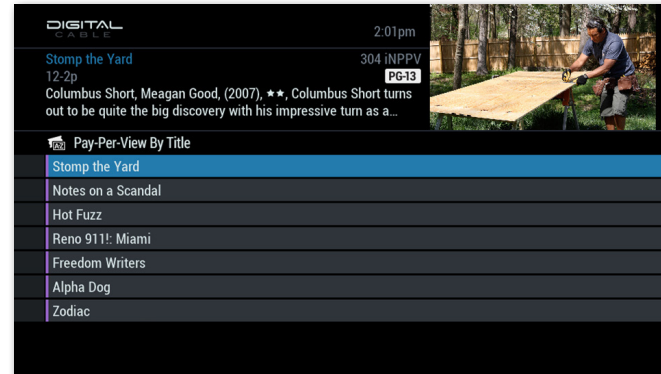 DIGITAL
CABLE
2:01pm
Stomp the Yard
304 iNPPV
12-2p
PG-13
Columbus Short, Meagan Good, (2007), ★★, Columbus Short turns
out to be quite the big discovery with his impressive turn as a...
AZ
Pay-Per-View By Title
Stomp the Yard
Notes on a Scandal
Hot Fuzz
Reno 911!: Miami
Freedom Writers
Alpha Dog
Zodiac